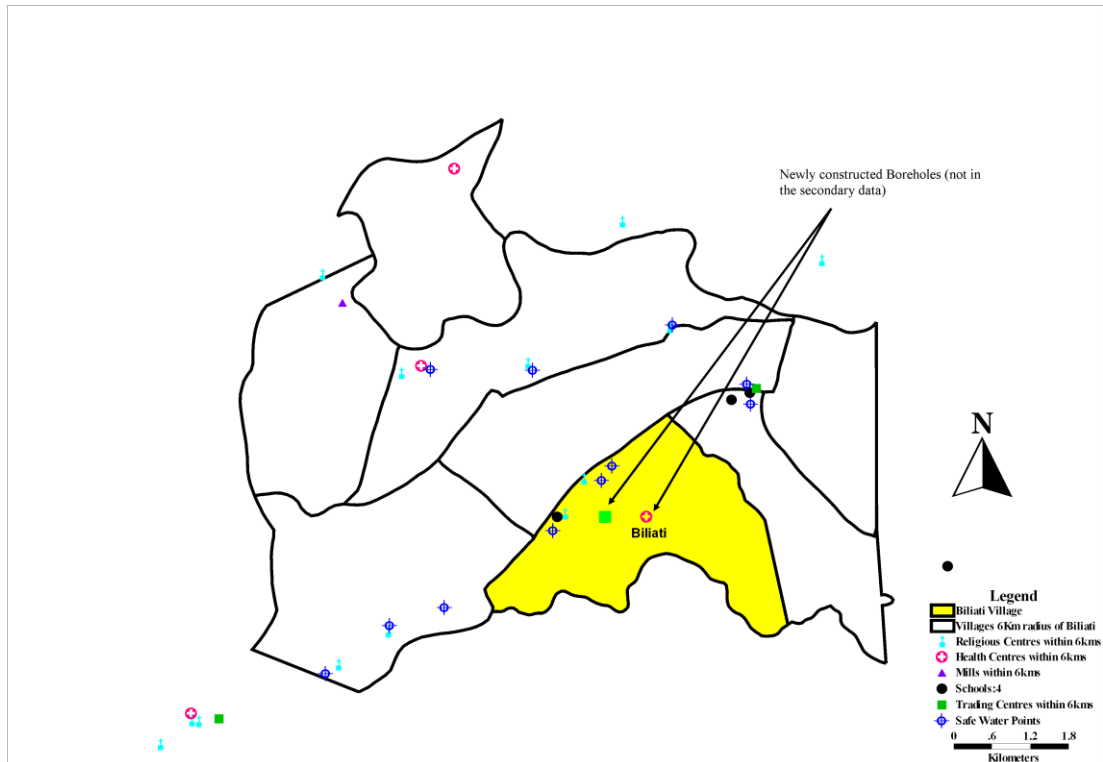 Newly constructed Boreholes (not in
the secondary data)
Biliati
N
Legend
Biliati Village
Villages 6Km radius of Biliati
Religious Centres within 6kms
Health Centres within 6kms
Mills within 6kms
Schools:4
Trading Centres within 6kms
Safe Water Points
0 .6 1.2 1.8
Kilometers